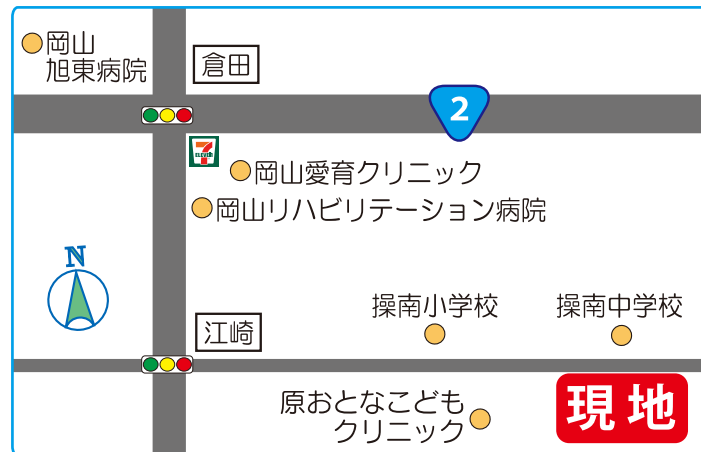 岡山
旭東病院
倉田
2
7
ELEVEn
岡山愛育クリニック
岡山リハビリテーション病院
N
江崎
操南小学校
操南中学校
原おとなこども
クリニック
現地